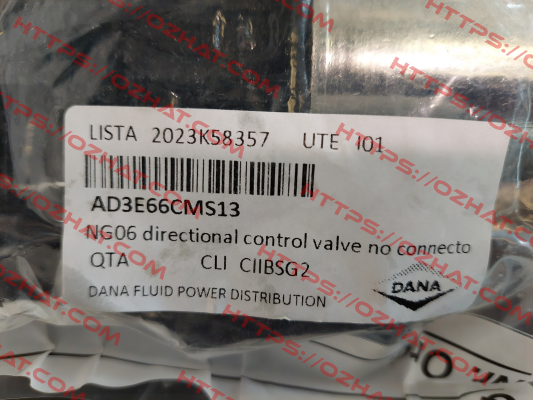 LISTA 2023K58357 UTE I01
AD3E66CMS13
NG06 directional control valve no connecto
QTA CLI CIIBSG2
DANA
DANA FLUID POWER DISTRIBUTION
HTTPS://OZHAT.COM